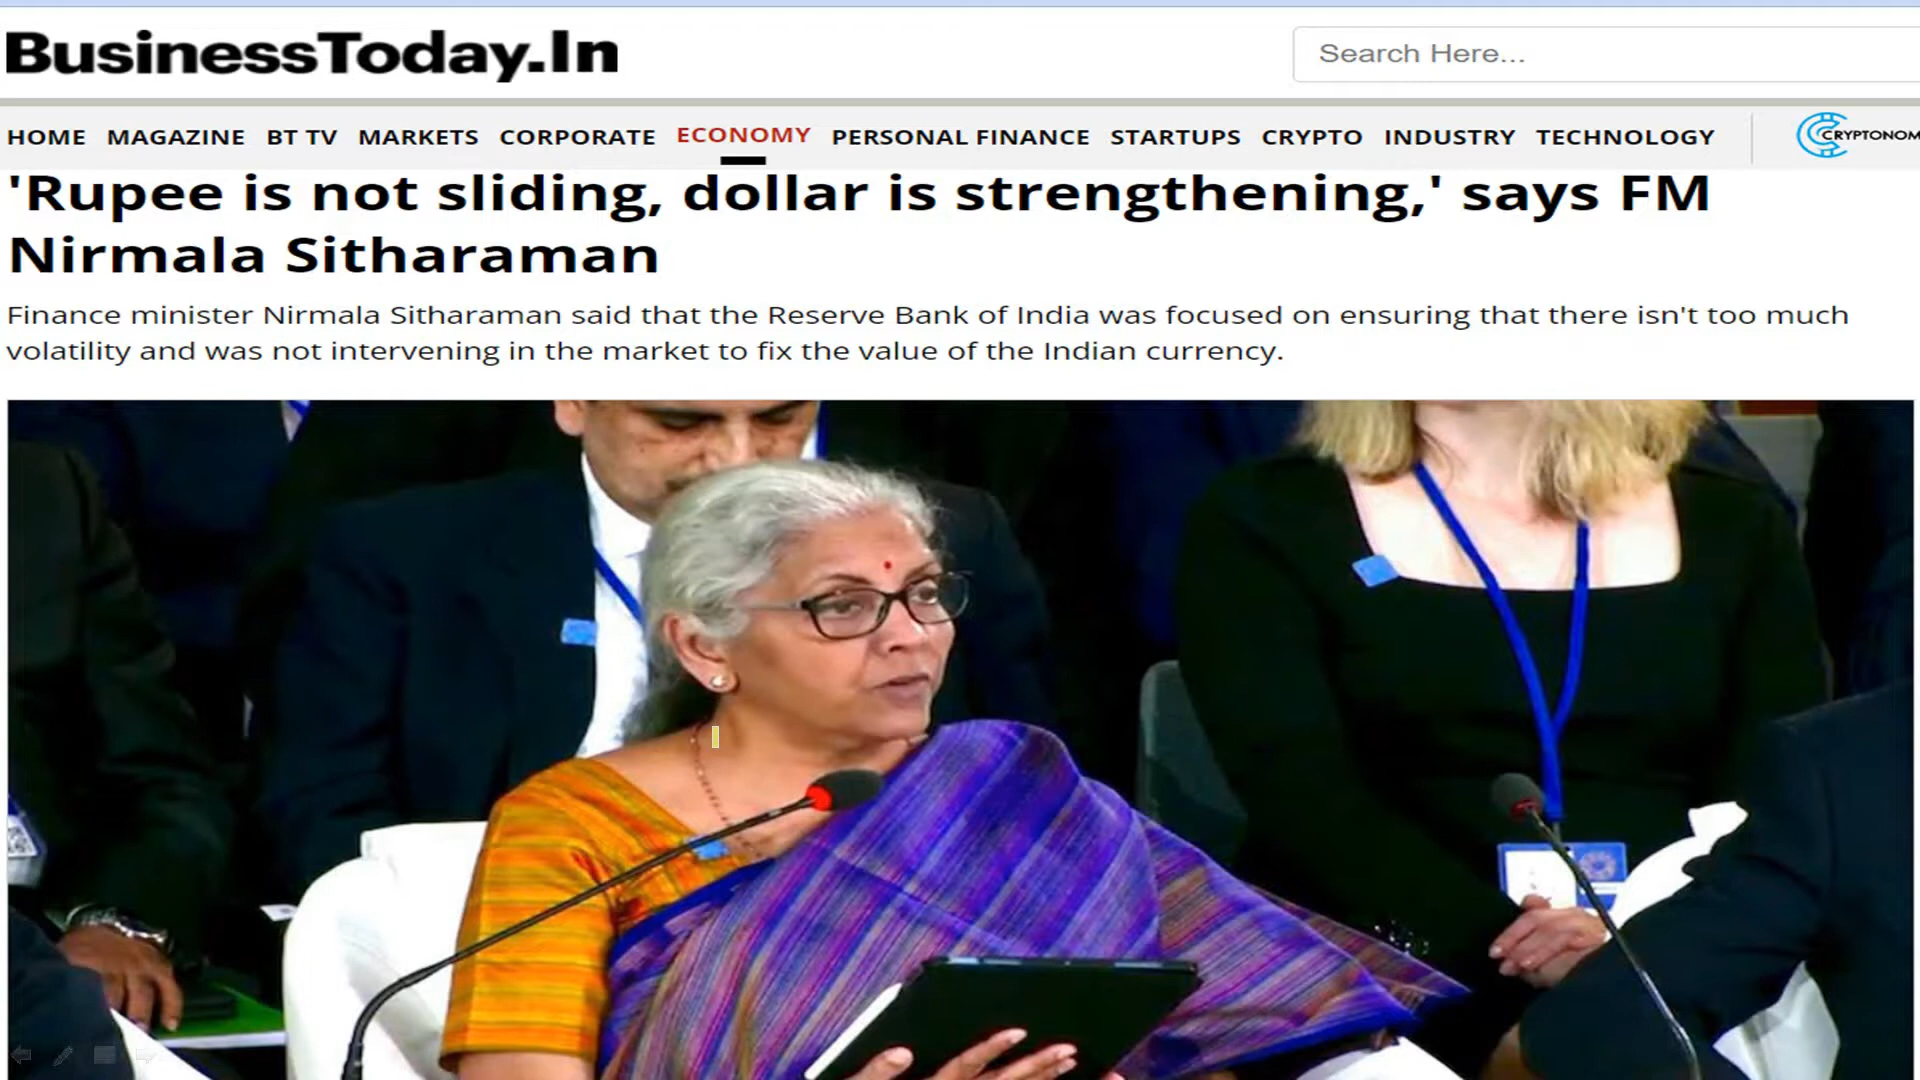 BusinessToday.In
Search Here...
HOME MAGAZINE BT TV MARKETS CORPORATE ECONOMY PERSONAL FINANCE STARTUPS CRYPTO INDUSTRY TECHNOLOGY CRYPTONOM
'Rupee is not sliding, dollar is strengthening,' says FM
Nirmala Sitharaman
Finance minister Nirmala Sitharaman said that the Reserve Bank of India was focused on ensuring that there isn't too much
volatility and was not intervening in the market to fix the value of the Indian currency.